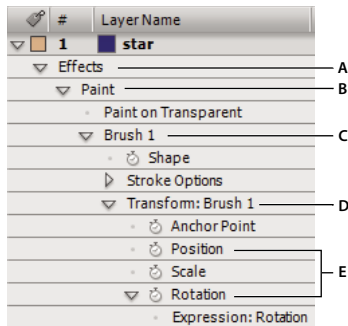 # Layer Name
1 star
Effects A
Paint B
Paint on Transparent
Brush 1 C
Shape
Stroke Options
Transform: Brush 1 D
Anchor Point
Position
Scale E
Rotation
Expression: Rotation